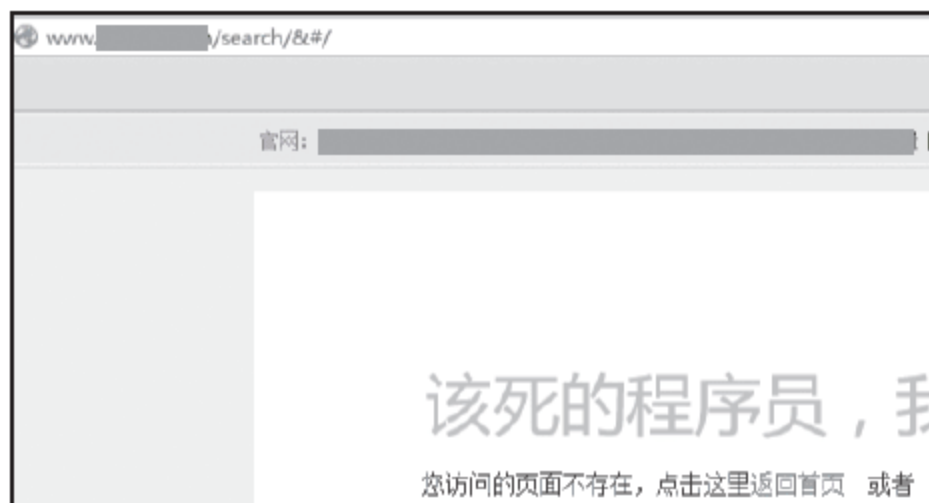 www. /search/&#/
官网：
该死的程序员，我
您访问的页面不存在，点击这里返回首页 或者